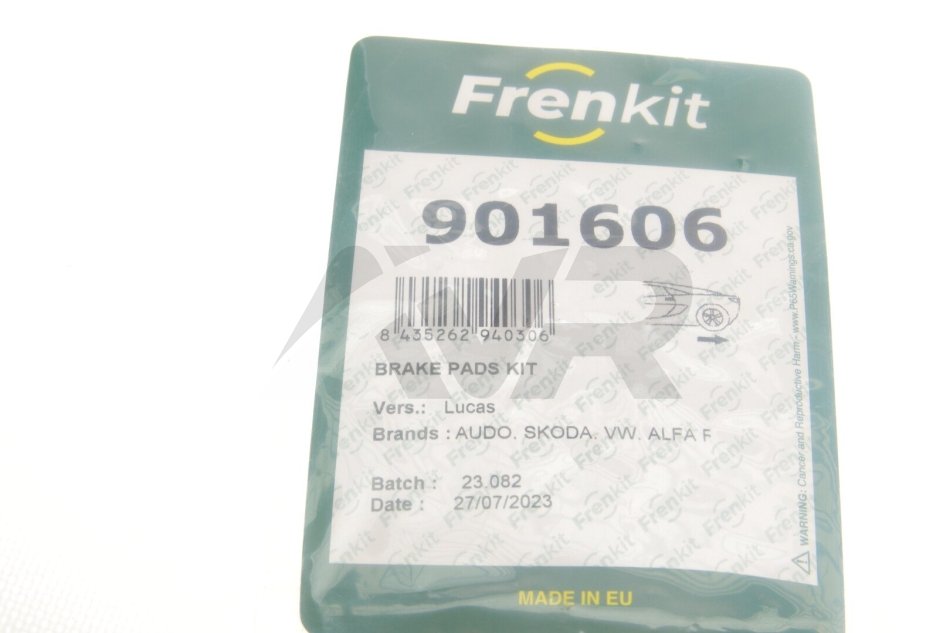 Frenkit
901606
8 435262 940306
BRAKE PADS KIT
Vers.: Lucas
Brands : AUDO, SKODA, VW, ALFA F
Batch : 23.082
Date : 27/07/2023
MADE IN EU
WARNING: Cancer and Reproductive Harm - www.P65Warnings.ca.gov
AVR